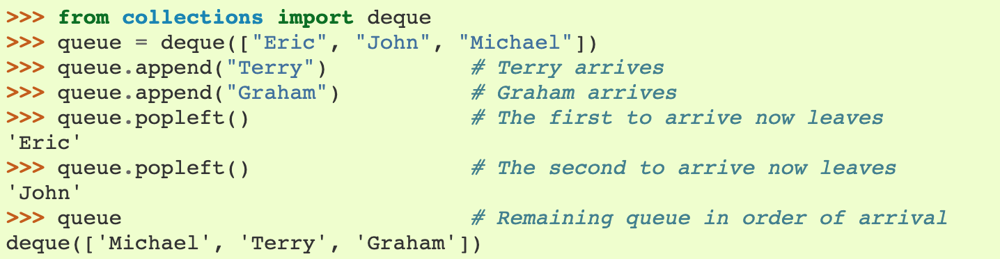 >>> from collections import deque
>>> queue = deque(["Eric", "John", "Michael"])
>>> queue.append("Terry")           # Terry arrives
>>> queue.append("Graham")          # Graham arrives
>>> queue.popleft()                 # The first to arrive now leaves
'Eric'
>>> queue.popleft()                 # The second to arrive now leaves
'John'
>>> queue                           # Remaining queue in order of arrival
deque(['Michael', 'Terry', 'Graham'])